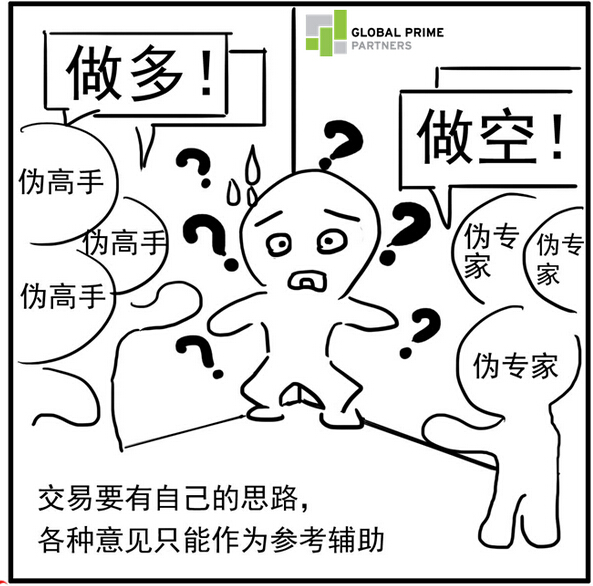 GLOBAL PRIME
PARTNERS
做多!
做空!
伪高手
伪高手
伪高手
伪专
家
伪专
家
伪专家
交易要有自己的思路,
各种意见只能作为参考辅助